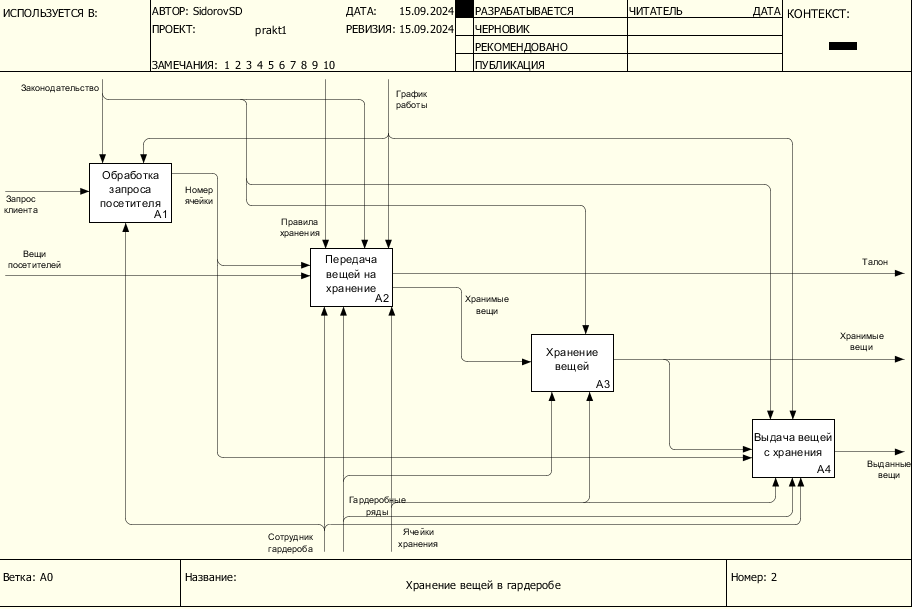 ИСПОЛЬЗУЕТСЯ В:
АВТОР: SidorovSD
ДАТА: 15.09.2024
ПРОЕКТ: prakt1
РЕВИЗИЯ: 15.09.2024
ЗАМЕЧАНИЯ: 1 2 3 4 5 6 7 8 9 10
РАЗРАБАТЫВАЕТСЯ
ЧЕРНОВИК
РЕКОМЕНДОВАНО
ПУБЛИКАЦИЯ
ЧИТАТЕЛЬ
ДАТА
КОНТЕКСТ:
Законодательство
График
работы
Обработка
запроса
посетителя
A1
Номер
ячейки
Запрос
клиента
Правила
хранения
Вещи
посетителей
Передача
вещей на
хранение
A2
Талон
Хранимые
вещи
Хранимые
вещи
Хранение
вещей
A3
Выдача вещей
с хранения
A4
Выданные
вещи
Гардеробные
ряды
Сотрудник
гардероба
Ячейки
хранения
Ветка: A0
Название:
Хранение вещей в гардеробе
Номер: 2